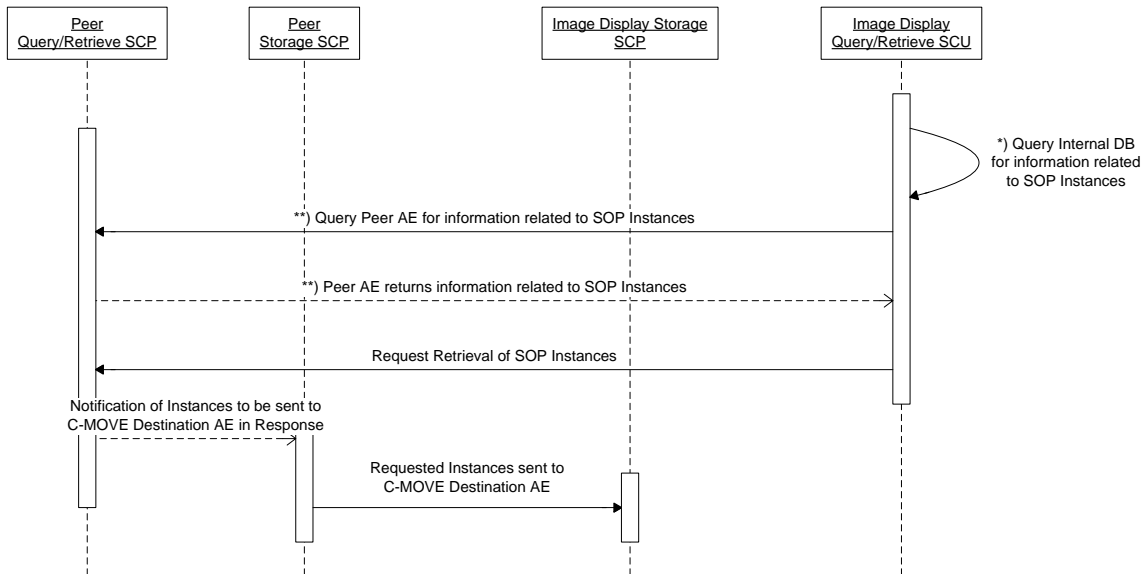 Peer
Query/Retrieve SCP
Peer
Storage SCP
Image Display Storage
SCP
Image Display
Query/Retrieve SCU
*) Query Internal DB
for information related
to SOP Instances
**) Query Peer AE for information related to SOP Instances
**) Peer AE returns information related to SOP Instances
Request Retrieval of SOP Instances
Notification of Instances to be sent to
C-MOVE Destination AE in Response
Requested Instances sent to
C-MOVE Destination AE